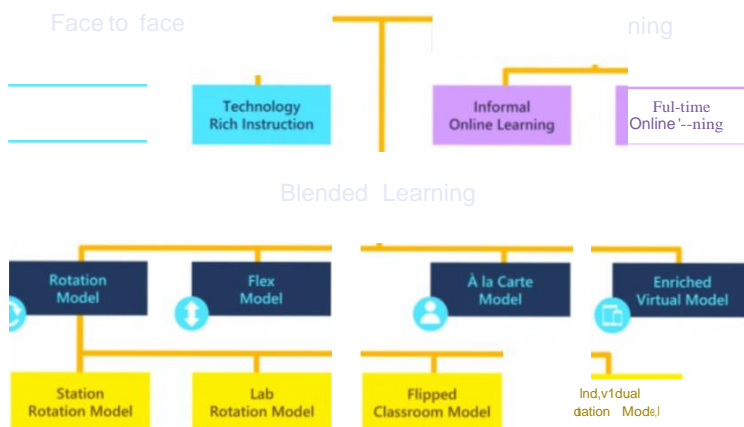 Face to face
ning
Technology
Rich Instruction
Informal
Online Learning
Ful-time
Online '--ning
Blended Learning
Rotation
Model
Flex
Model
À la Carte
Model
Enriched
Virtual Model
Station
Rotation Model
Lab
Rotation Model
Flipped
Classroom Model
Ind,v1dual
dation Mode,l